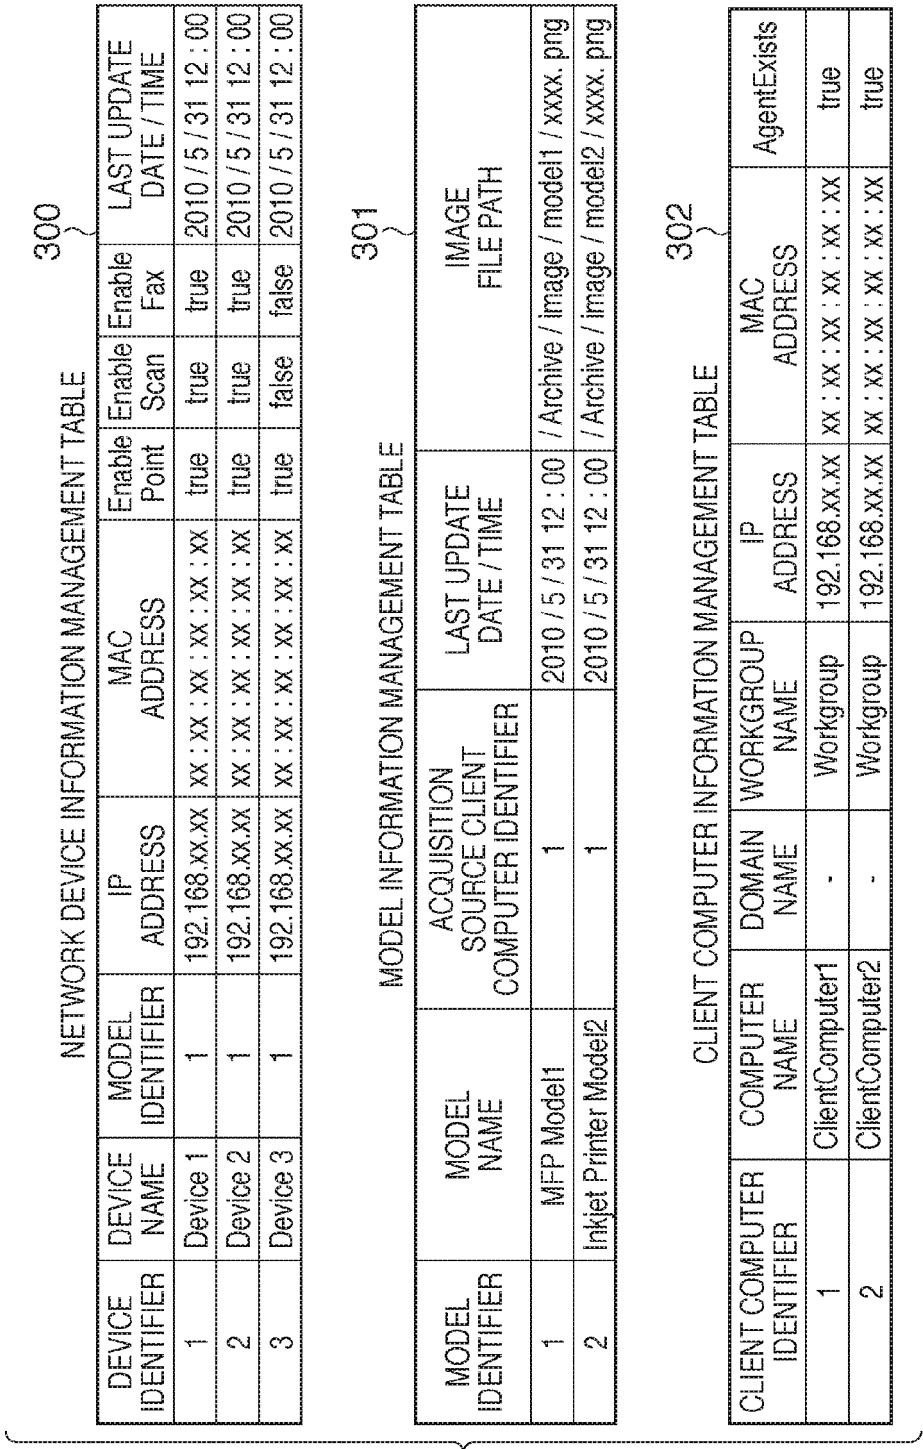 NETWORK DEVICE INFORMATION MANAGEMENT TABLE
300
DEVICE IDENTIFIER DEVICE NAME MODEL IDENTIFIER IP ADDRESS MAC ADDRESS Enable Point Enable Scan Enable Fax LAST UPDATE DATE / TIME
1 Device 1 1 192.168.xx.xx xx : xx : xx : xx : xx : xx true true true 2010 / 5 / 31 12 : 00
2 Device 2 1 192.168.xx.xx xx : xx : xx : xx : xx : xx true true true 2010 / 5 / 31 12 : 00
3 Device 3 1 192.168.xx.xx xx : xx : xx : xx : xx : xx true false false 2010 / 5 / 31 12 : 00
MODEL INFORMATION MANAGEMENT TABLE
301
MODEL IDENTIFIER MODEL NAME ACQUISITION SOURCE CLIENT COMPUTER IDENTIFIER LAST UPDATE DATE / TIME IMAGE FILE PATH
1 MFP Model1 1 2010 / 5 / 31 12 : 00 / Archive / image / model1 / xxxx. png
2 Inkjet Printer Model2 1 2010 / 5 / 31 12 : 00 / Archive / image / model2 / xxxx. png
CLIENT COMPUTER INFORMATION MANAGEMENT TABLE
302
CLIENT COMPUTER IDENTIFIER COMPUTER NAME DOMAIN NAME WORKGROUP NAME IP ADDRESS MAC ADDRESS AgentExists
1 ClientComputer1 - Workgroup 192.168.xx.xx xx : xx : xx : xx : xx : xx true
2 ClientComputer2 - Workgroup 192.168.xx.xx xx : xx : xx : xx : xx : xx true